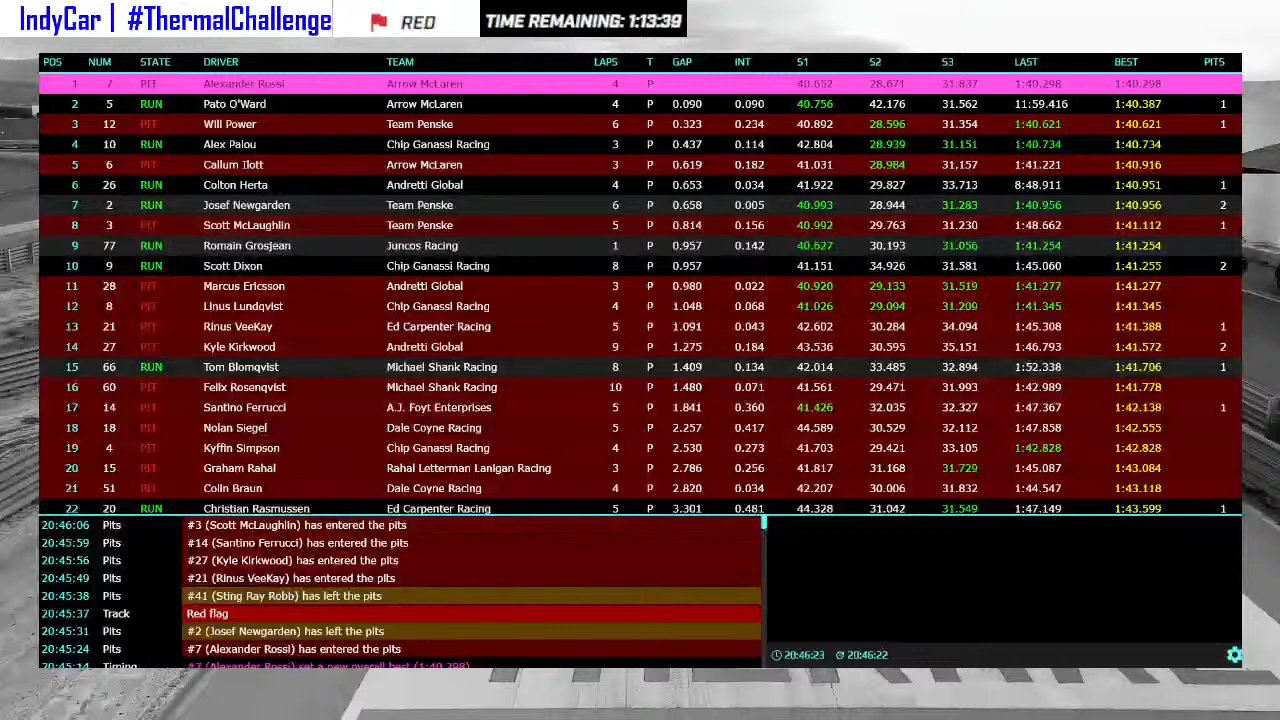 IndyCar | #ThermalChallenge RED TIME REMAINING: 1:13:39
POS NUM STATE DRIVER TEAM LAPS T GAP INT S1 S2 S3 LAST BEST PITS
1 7 PIT Alexander Rossi Arrow McLaren 4 P 40.652 28.671 31.837 1:40.298 1:40.298
2 5 RUN Pato O'Ward Arrow McLaren 4 P 0.090 0.090 40.756 42.176 31.562 11:59.416 1:40.387 1
3 12 PIT Will Power Team Penske 6 P 0.323 0.234 40.892 28.596 31.354 1:40.621 1:40.621 1
4 10 RUN Alex Palou Chip Ganassi Racing 3 P 0.437 0.114 42.804 28.939 31.151 1:40.734 1:40.734
5 6 PIT Callum Ilott Arrow McLaren 3 P 0.619 0.182 41.031 28.984 31.157 1:41.221 1:40.916
6 26 RUN Colton Herta Andretti Global 4 P 0.653 0.034 41.922 29.827 33.713 8:48.911 1:40.951 1
7 2 RUN Josef Newgarden Team Penske 6 P 0.658 0.005 40.993 28.944 31.283 1:40.956 1:40.956 2
8 3 PIT Scott McLaughlin Team Penske 5 P 0.814 0.156 40.992 29.763 31.230 1:48.662 1:41.112 1
9 77 RUN Romain Grosjean Juncos Racing 1 P 0.957 0.142 40.627 30.193 31.056 1:41.254 1:41.254
10 9 RUN Scott Dixon Chip Ganassi Racing 8 P 0.957 41.151 34.926 31.581 1:45.060 1:41.255 2
11 28 PIT Marcus Ericsson Andretti Global 3 P 0.980 0.022 40.920 29.133 31.519 1:41.277 1:41.277
12 8 PIT Linus Lundqvist Chip Ganassi Racing 4 P 1.048 0.068 41.026 29.094 31.209 1:41.345 1:41.345
13 21 PIT Rinus VeeKay Ed Carpenter Racing 5 P 1.091 0.043 42.602 30.284 34.094 1:45.308 1:41.388 1
14 27 PIT Kyle Kirkwood Andretti Global 9 P 1.275 0.184 43.536 30.595 35.151 1:46.793 1:41.572 2
15 66 RUN Tom Blomqvist Michael Shank Racing 8 P 1.409 0.134 42.014 33.485 32.894 1:52.338 1:41.706 1
16 60 PIT Felix Rosenqvist Michael Shank Racing 10 P 1.480 0.071 41.561 29.471 31.993 1:42.989 1:41.778
17 14 PIT Santino Ferrucci A.J. Foyt Enterprises 5 P 1.841 0.360 41.426 32.035 32.327 1:47.367 1:42.138 1
18 18 PIT Nolan Siegel Dale Coyne Racing 5 P 2.257 0.417 44.589 30.529 32.112 1:47.858 1:42.555
19 4 PIT Kyffin Simpson Chip Ganassi Racing 4 P 2.530 0.273 41.703 29.421 33.105 1:42.828 1:42.828
20 15 PIT Graham Rahal Rahal Letterman Lanigan Racing 3 P 2.786 0.256 41.817 31.168 31.729 1:45.087 1:43.084
21 51 PIT Colin Braun Dale Coyne Racing 4 P 2.820 0.034 42.207 30.006 31.832 1:44.547 1:43.118
22 20 RUN Christian Rasmussen Ed Carpenter Racing 5 P 3.301 0.481 44.328 31.042 31.549 1:47.149 1:43.599 1
20:46:06 Pits #3 (Scott McLaughlin) has entered the pits
20:45:59 Pits #14 (Santino Ferrucci) has entered the pits
20:45:56 Pits #27 (Kyle Kirkwood) has entered the pits
20:45:49 Pits #21 (Rinus VeeKay) has entered the pits
20:45:38 Pits #41 (Sting Ray Robb) has left the pits
20:45:37 Track Red flag
20:45:31 Pits #2 (Josef Newgarden) has left the pits
20:45:24 Pits #7 (Alexander Rossi) has entered the pits
20:45:14 Timing #7 (Alexander Rossi) set a new overall best (1:40.298)
20:46:23 20:46:22